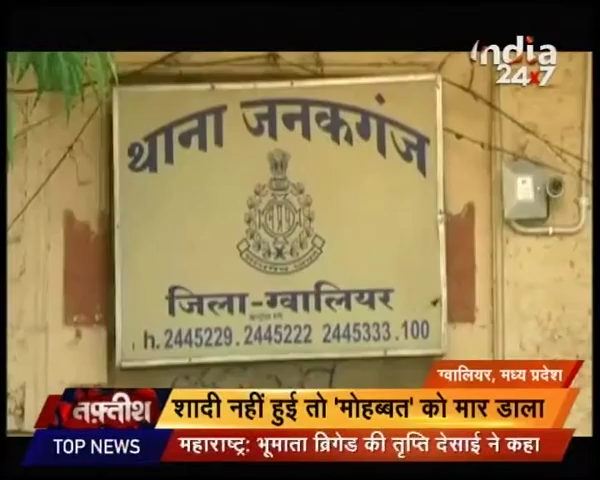 India
24x7
थाना जनकगंज
जिला-ग्वालियर
h. 2445229. 2445222 2445333 .100
ग्वालियर, मध्य प्रदेश
तफ़्तीश
शादी नहीं हुई तो 'मोहब्बत' को मार डाला
TOP NEWS
महाराष्ट्र: भूमाता ब्रिगेड की तृप्ति देसाई ने कहा